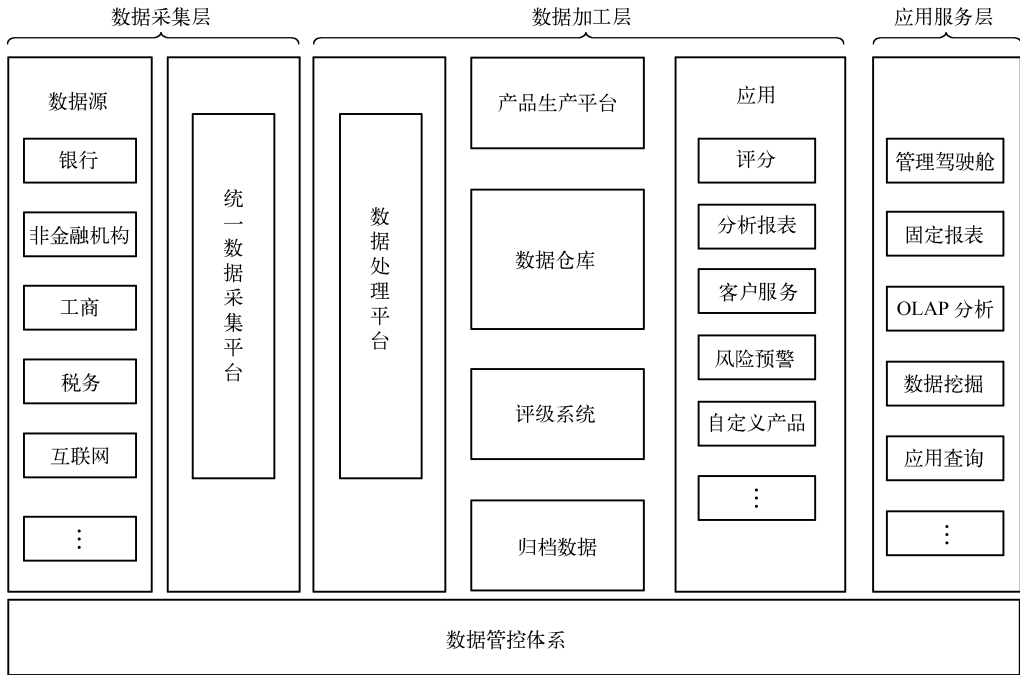 数据采集层
数据加工层
应用服务层
数据源
银行
非金融机构
工商
税务
互联网
⋮
统一数据采集平台
数据处理平台
产品生产平台
数据仓库
评级系统
归档数据
应用
评分
分析报表
客户服务
风险预警
自定义产品
⋮
管理驾驶舱
固定报表
OLAP 分析
数据挖掘
应用查询
⋮
数据管控体系